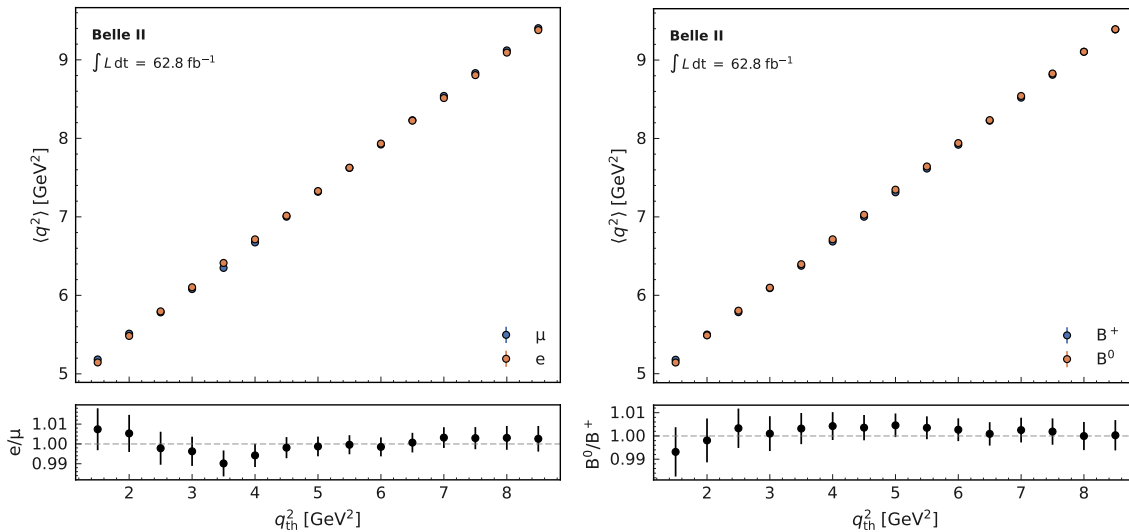 Belle II
∫ L dt = 62.8 fb⁻¹
⟨q²⟩ [GeV²]
9
8
7
6
5
μ
e
e/μ
1.01
1.00
0.99
2 3 4 5 6 7 8
q²th [GeV²]
Belle II
∫ L dt = 62.8 fb⁻¹
⟨q²⟩ [GeV²]
9
8
7
6
5
B⁺
B⁰
B⁰/B⁺
1.01
1.00
0.99
2 3 4 5 6 7 8
q²th [GeV²]